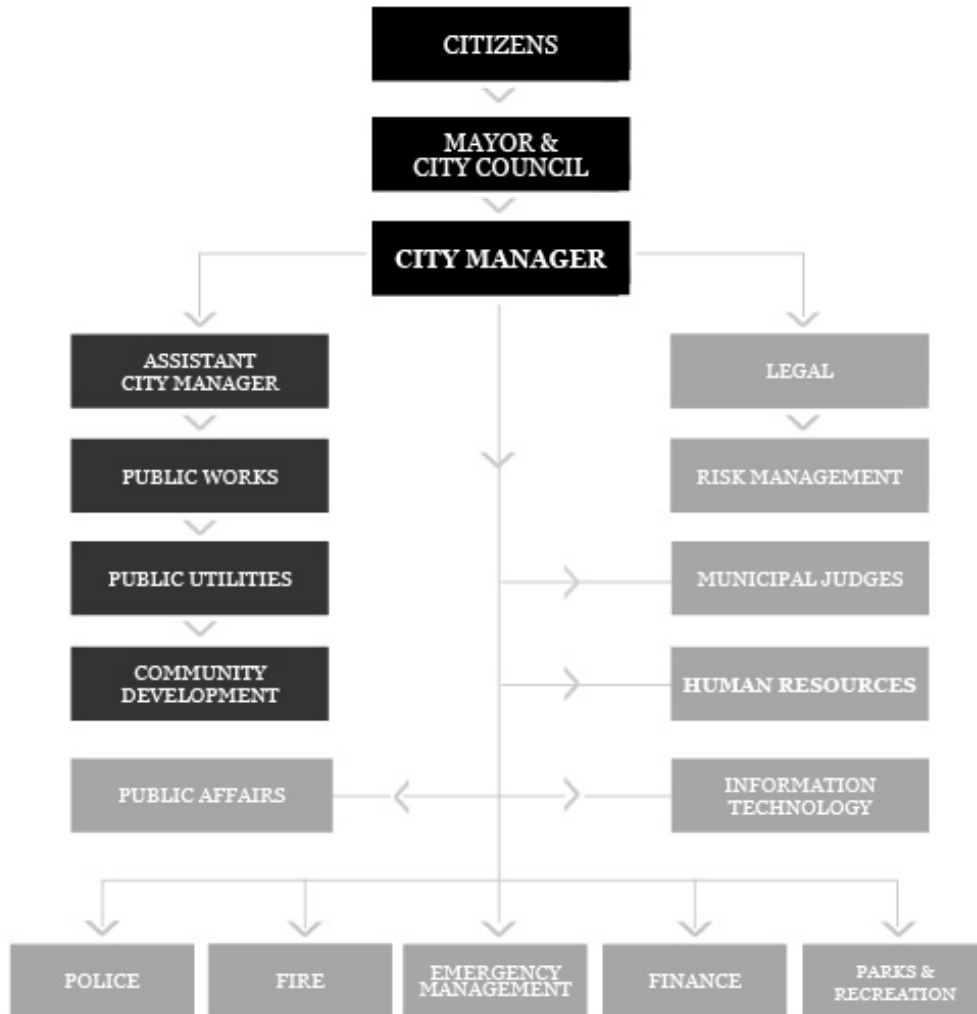 CITIZENS
MAYOR &
CITY COUNCIL
CITY MANAGER
ASSISTANT
CITY MANAGER
LEGAL
PUBLIC WORKS
RISK MANAGEMENT
PUBLIC UTILITIES
MUNICIPAL JUDGES
COMMUNITY
DEVELOPMENT
HUMAN RESOURCES
PUBLIC AFFAIRS
INFORMATION
TECHNOLOGY
POLICE
FIRE
EMERGENCY
MANAGEMENT
FINANCE
PARKS &
RECREATION